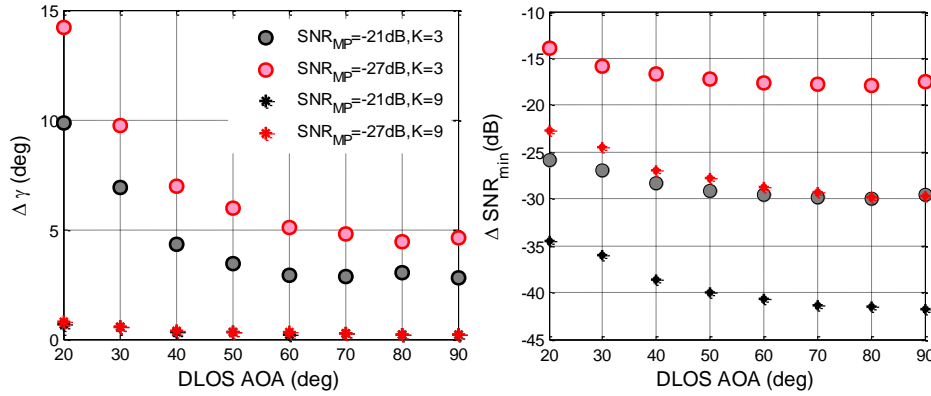 15
10
5
0
20 30 40 50 60 70 80 90
DLOS AOA (deg)
Δ γ (deg)
SNR_MP=-21dB,K=3
SNR_MP=-27dB,K=3
SNR_MP=-21dB,K=9
SNR_MP=-27dB,K=9
-10
-15
-20
-25
-30
-35
-40
-45
20 30 40 50 60 70 80 90
DLOS AOA (deg)
Δ SNR_min(dB)